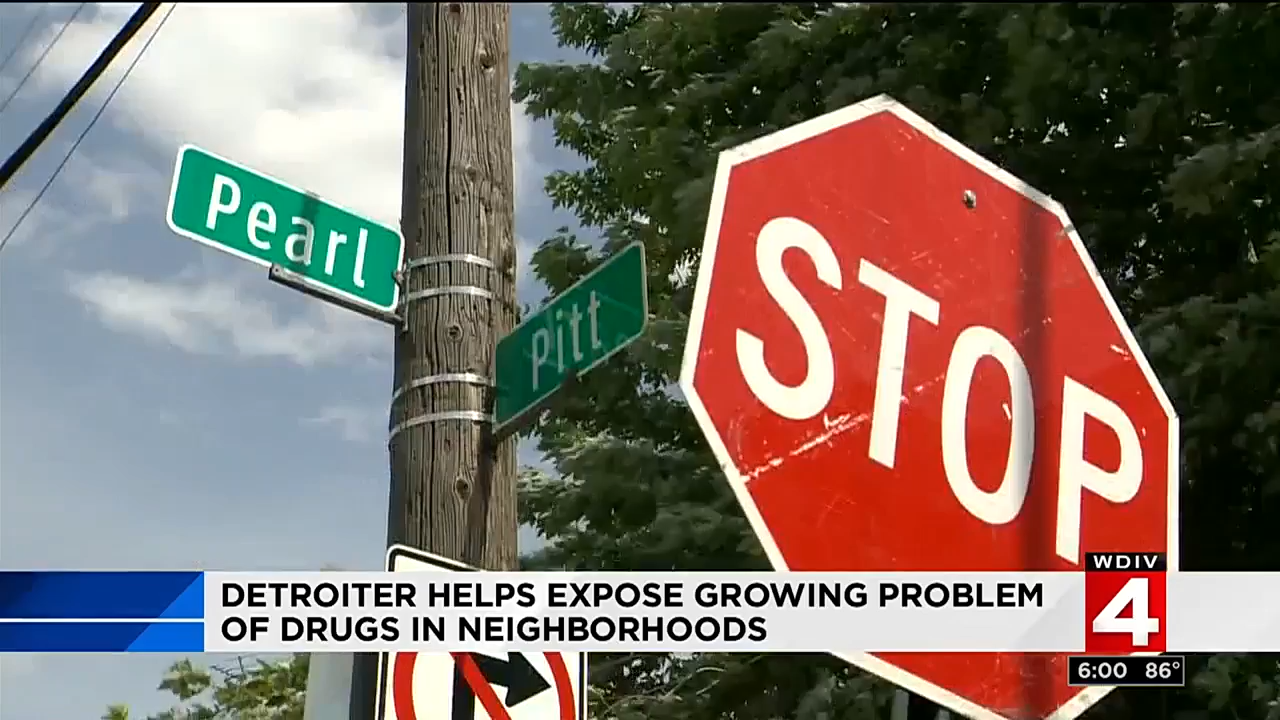 Pearl
Pitt
STOP
DETROITER HELPS EXPOSE GROWING PROBLEM
OF DRUGS IN NEIGHBORHOODS
WDIV
4
6:00 86°